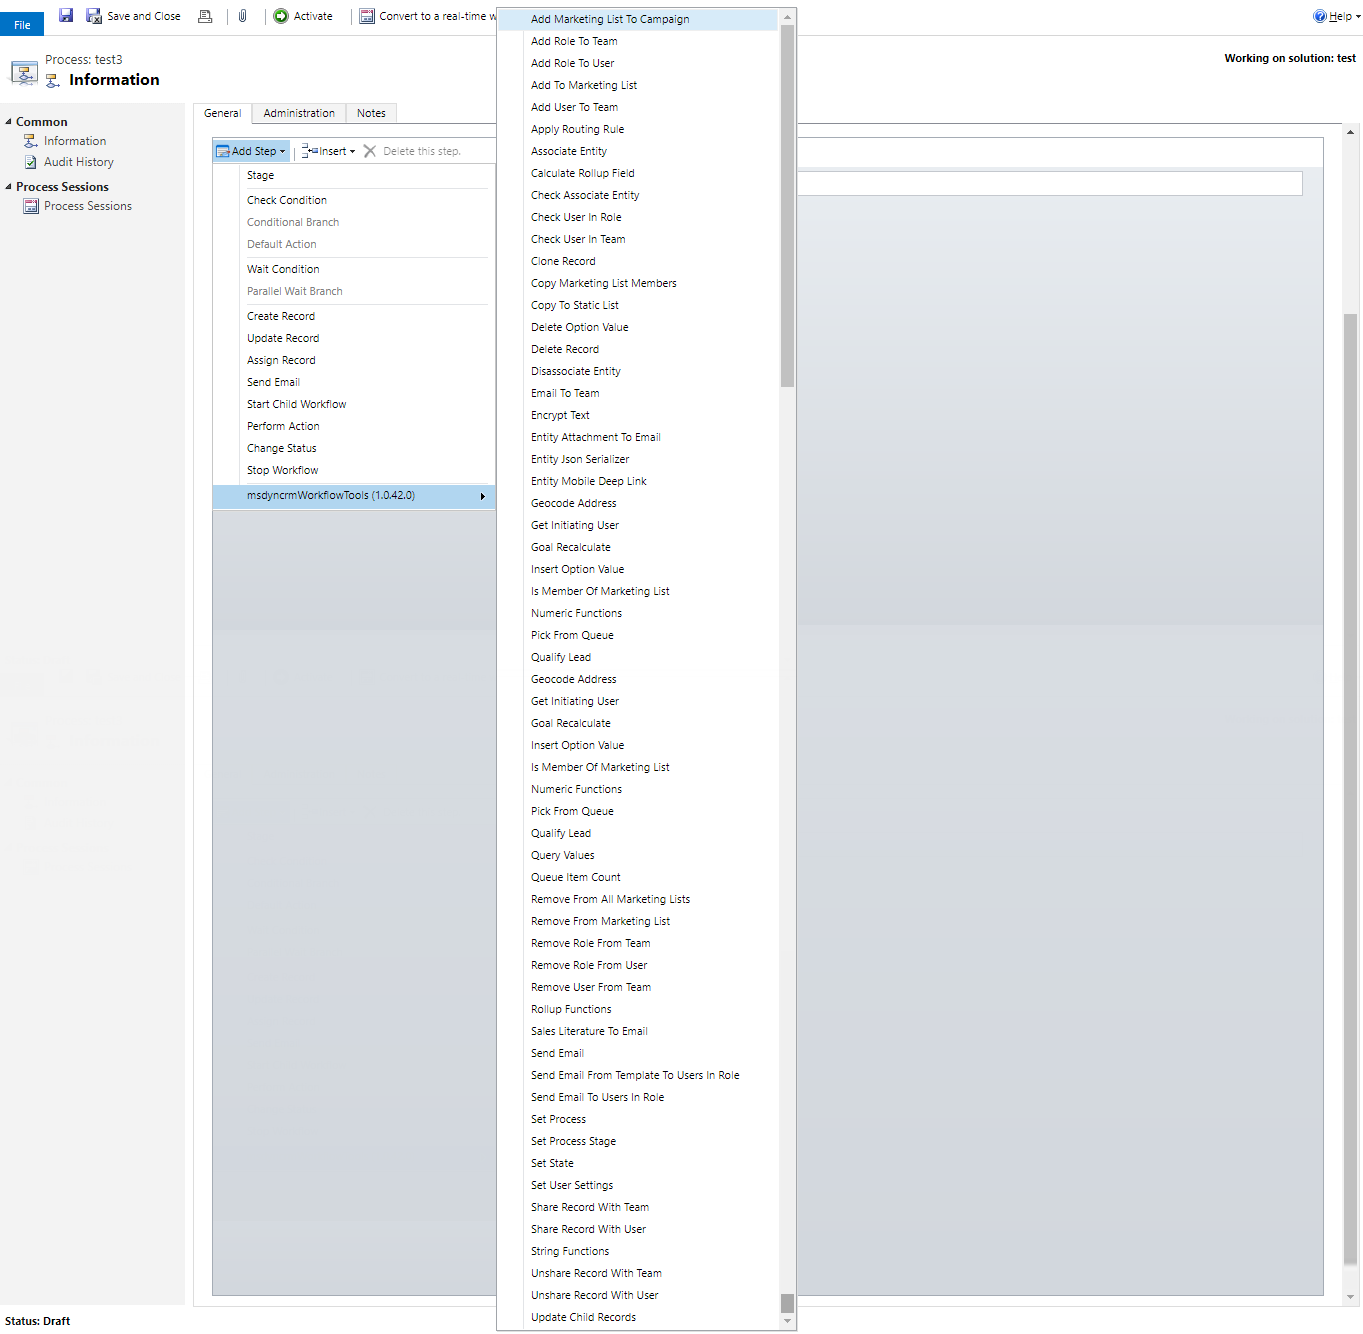 File
Save and Close
Activate
Convert to a real-time w
Help
Process: test3
Information
Working on solution: test
Common
Information
Audit History
Process Sessions
Process Sessions
General
Administration
Notes
Add Step
Insert
Delete this step.
Stage
Check Condition
Conditional Branch
Default Action
Wait Condition
Parallel Wait Branch
Create Record
Update Record
Assign Record
Send Email
Start Child Workflow
Perform Action
Change Status
Stop Workflow
msdyncrmWorkflowTools (1.0.42.0)
Add Marketing List To Campaign
Add Role To Team
Add Role To User
Add To Marketing List
Add User To Team
Apply Routing Rule
Associate Entity
Calculate Rollup Field
Check Associate Entity
Check User In Role
Check User In Team
Clone Record
Copy Marketing List Members
Copy To Static List
Delete Option Value
Delete Record
Disassociate Entity
Email To Team
Encrypt Text
Entity Attachment To Email
Entity Json Serializer
Entity Mobile Deep Link
Geocode Address
Get Initiating User
Goal Recalculate
Insert Option Value
Is Member Of Marketing List
Numeric Functions
Pick From Queue
Qualify Lead
Geocode Address
Get Initiating User
Goal Recalculate
Insert Option Value
Is Member Of Marketing List
Numeric Functions
Pick From Queue
Qualify Lead
Query Values
Queue Item Count
Remove From All Marketing Lists
Remove From Marketing List
Remove Role From Team
Remove Role From User
Remove User From Team
Rollup Functions
Sales Literature To Email
Send Email
Send Email From Template To Users In Role
Send Email To Users In Role
Set Process
Set Process Stage
Set State
Set User Settings
Share Record With Team
Share Record With User
String Functions
Unshare Record With Team
Unshare Record With User
Update Child Records
Status: Draft